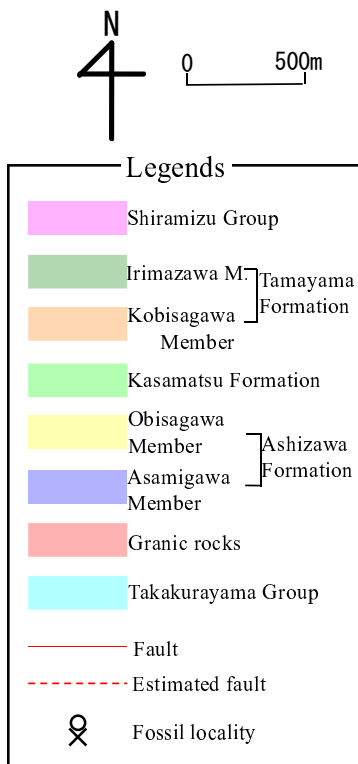 N
0 500m
Legends
Shiramizu Group
Irimazawa M.
Tamayama
Formation
Kobisagawa
Member
Kasamatsu Formation
Obisagawa
Member
Ashizawa
Formation
Asamigawa
Member
Granic rocks
Takakurayama Group
Fault
Estimated fault
Fossil locality